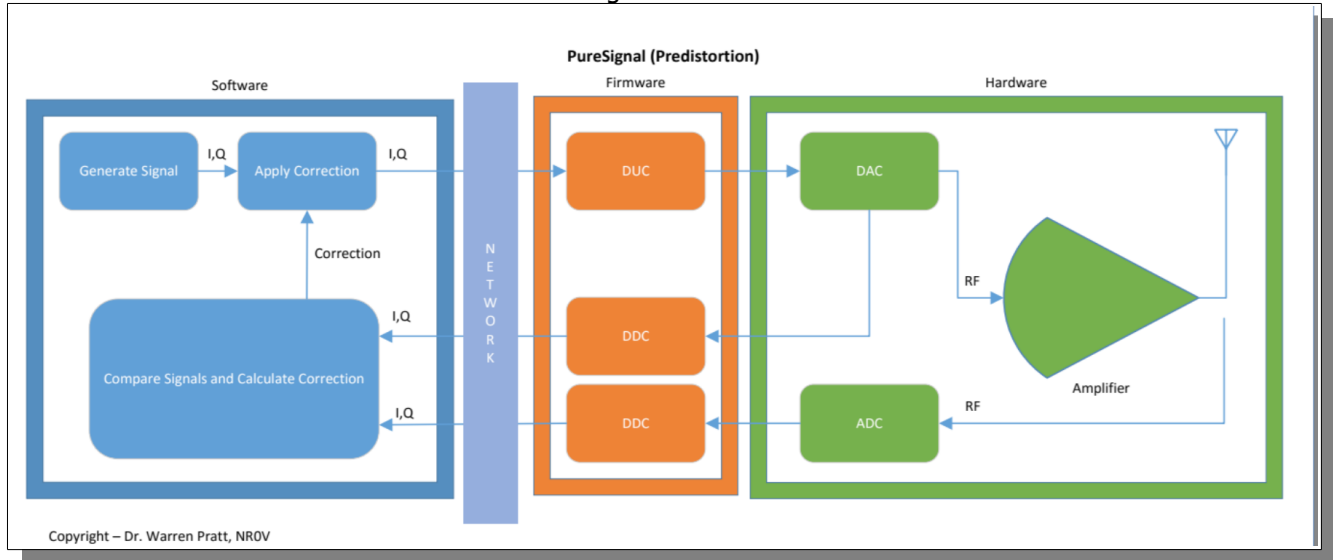 PureSignal (Predistortion)
Software
Firmware
Hardware
Generate Signal
I,Q
Apply Correction
I,Q
DUC
DAC
Correction
NETWORK
RF
I,Q
DDC
Compare Signals and Calculate Correction
Amplifier
I,Q
DDC
ADC
RF
Copyright – Dr. Warren Pratt, NR0V